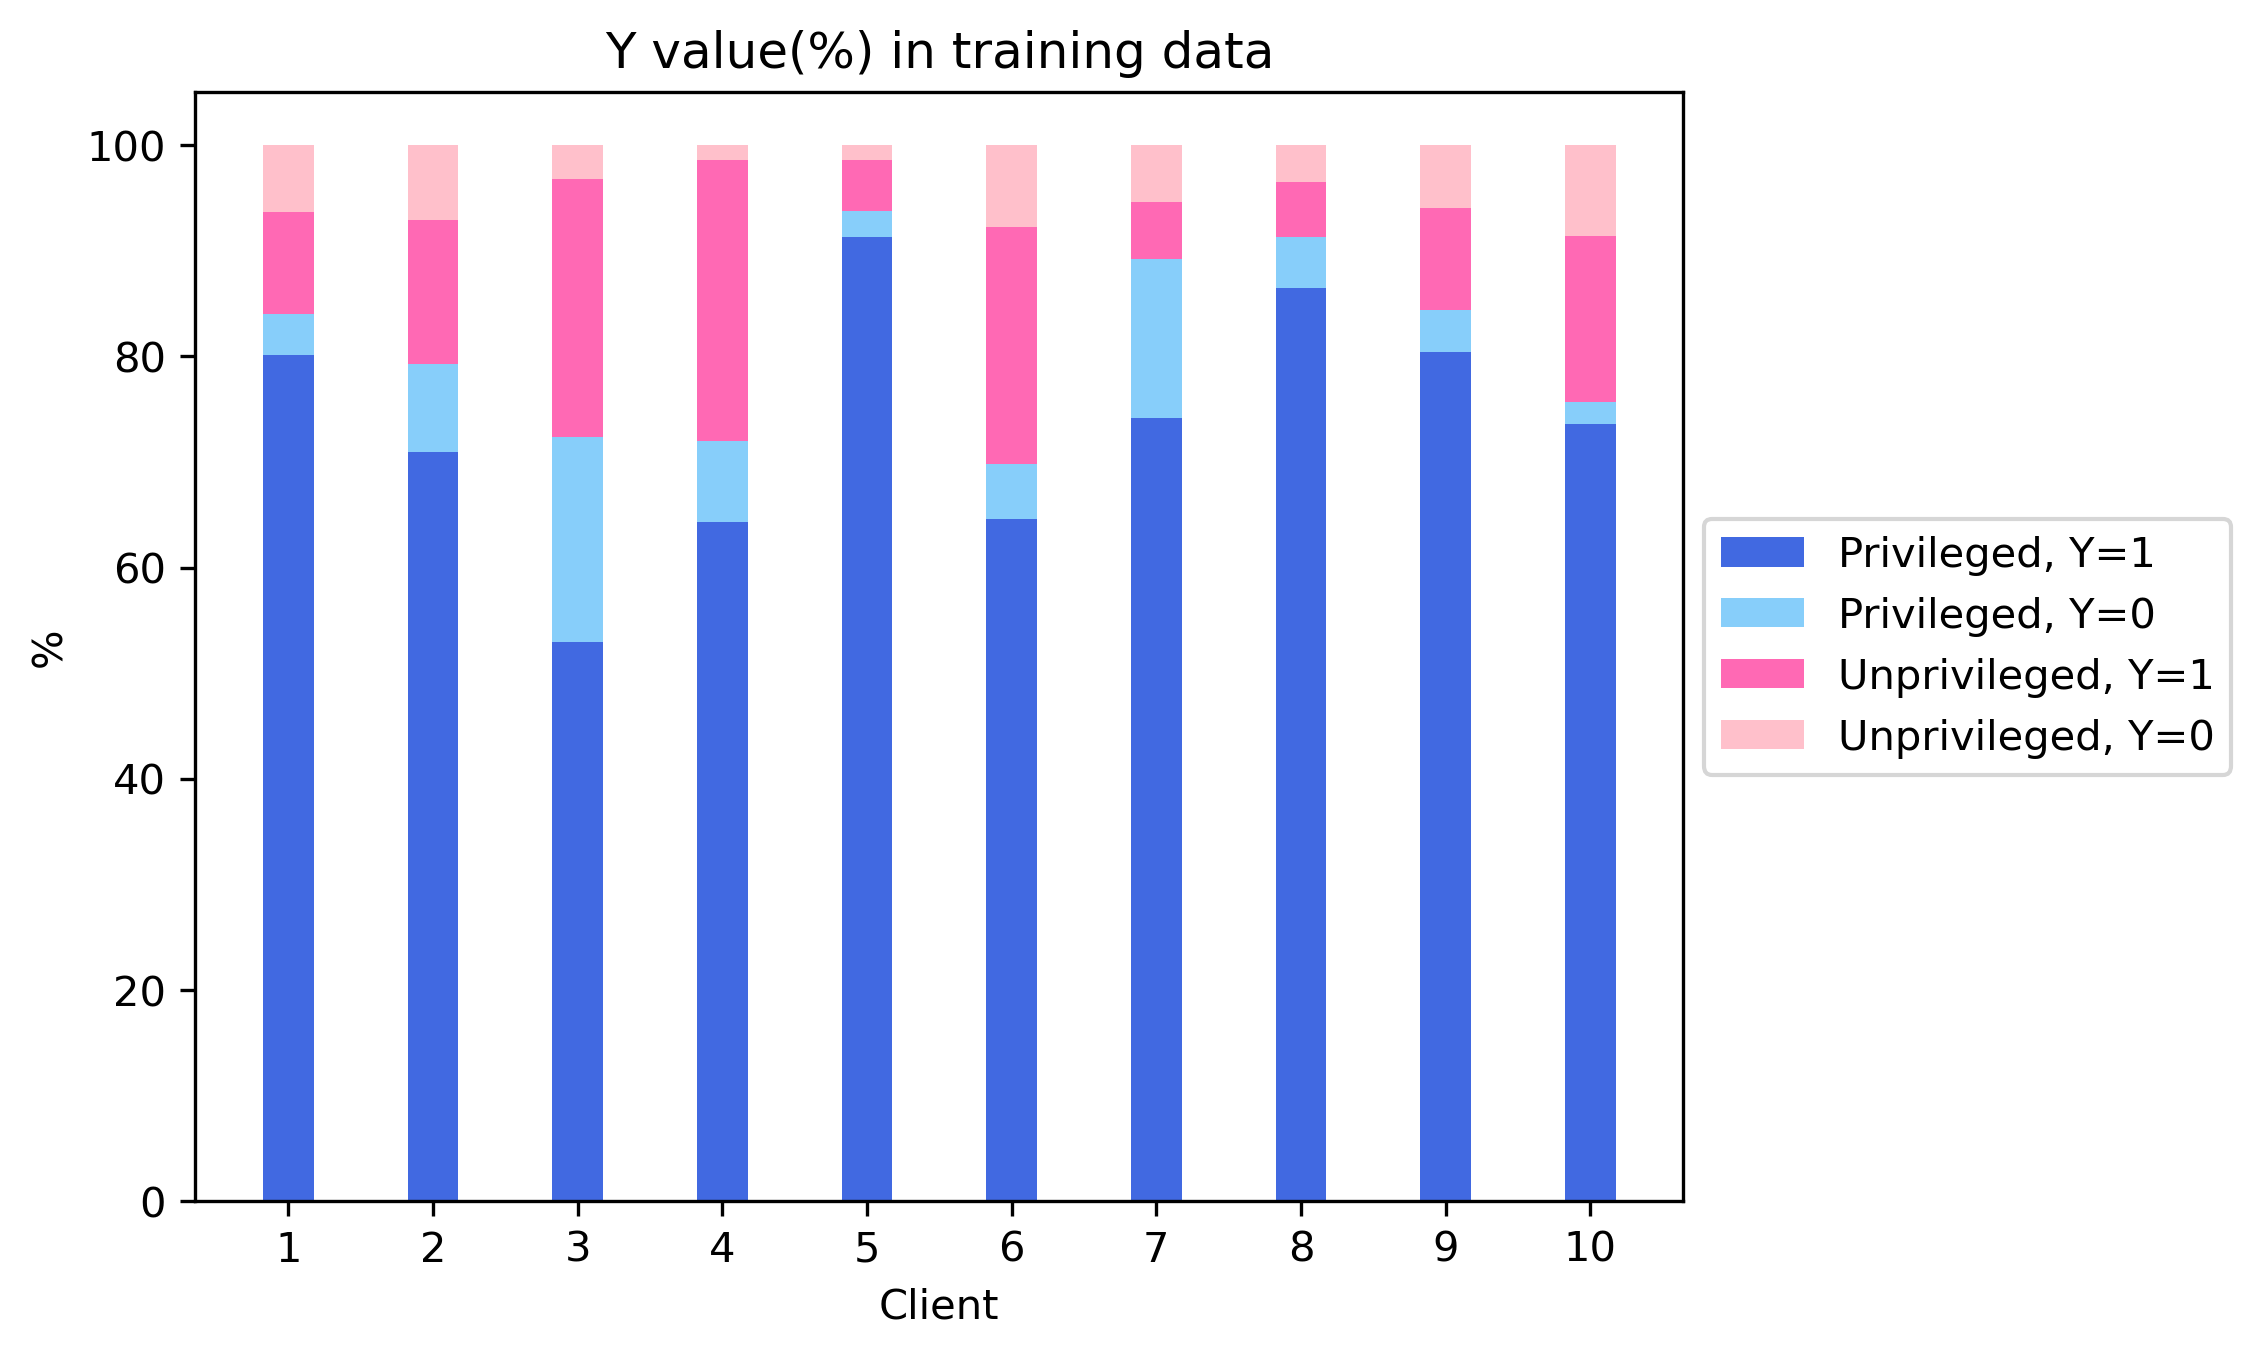 Y value(%) in training data
100
80
60
40
20
0
%
1 2 3 4 5 6 7 8 9 10
Client
Privileged, Y=1
Privileged, Y=0
Unprivileged, Y=1
Unprivileged, Y=0